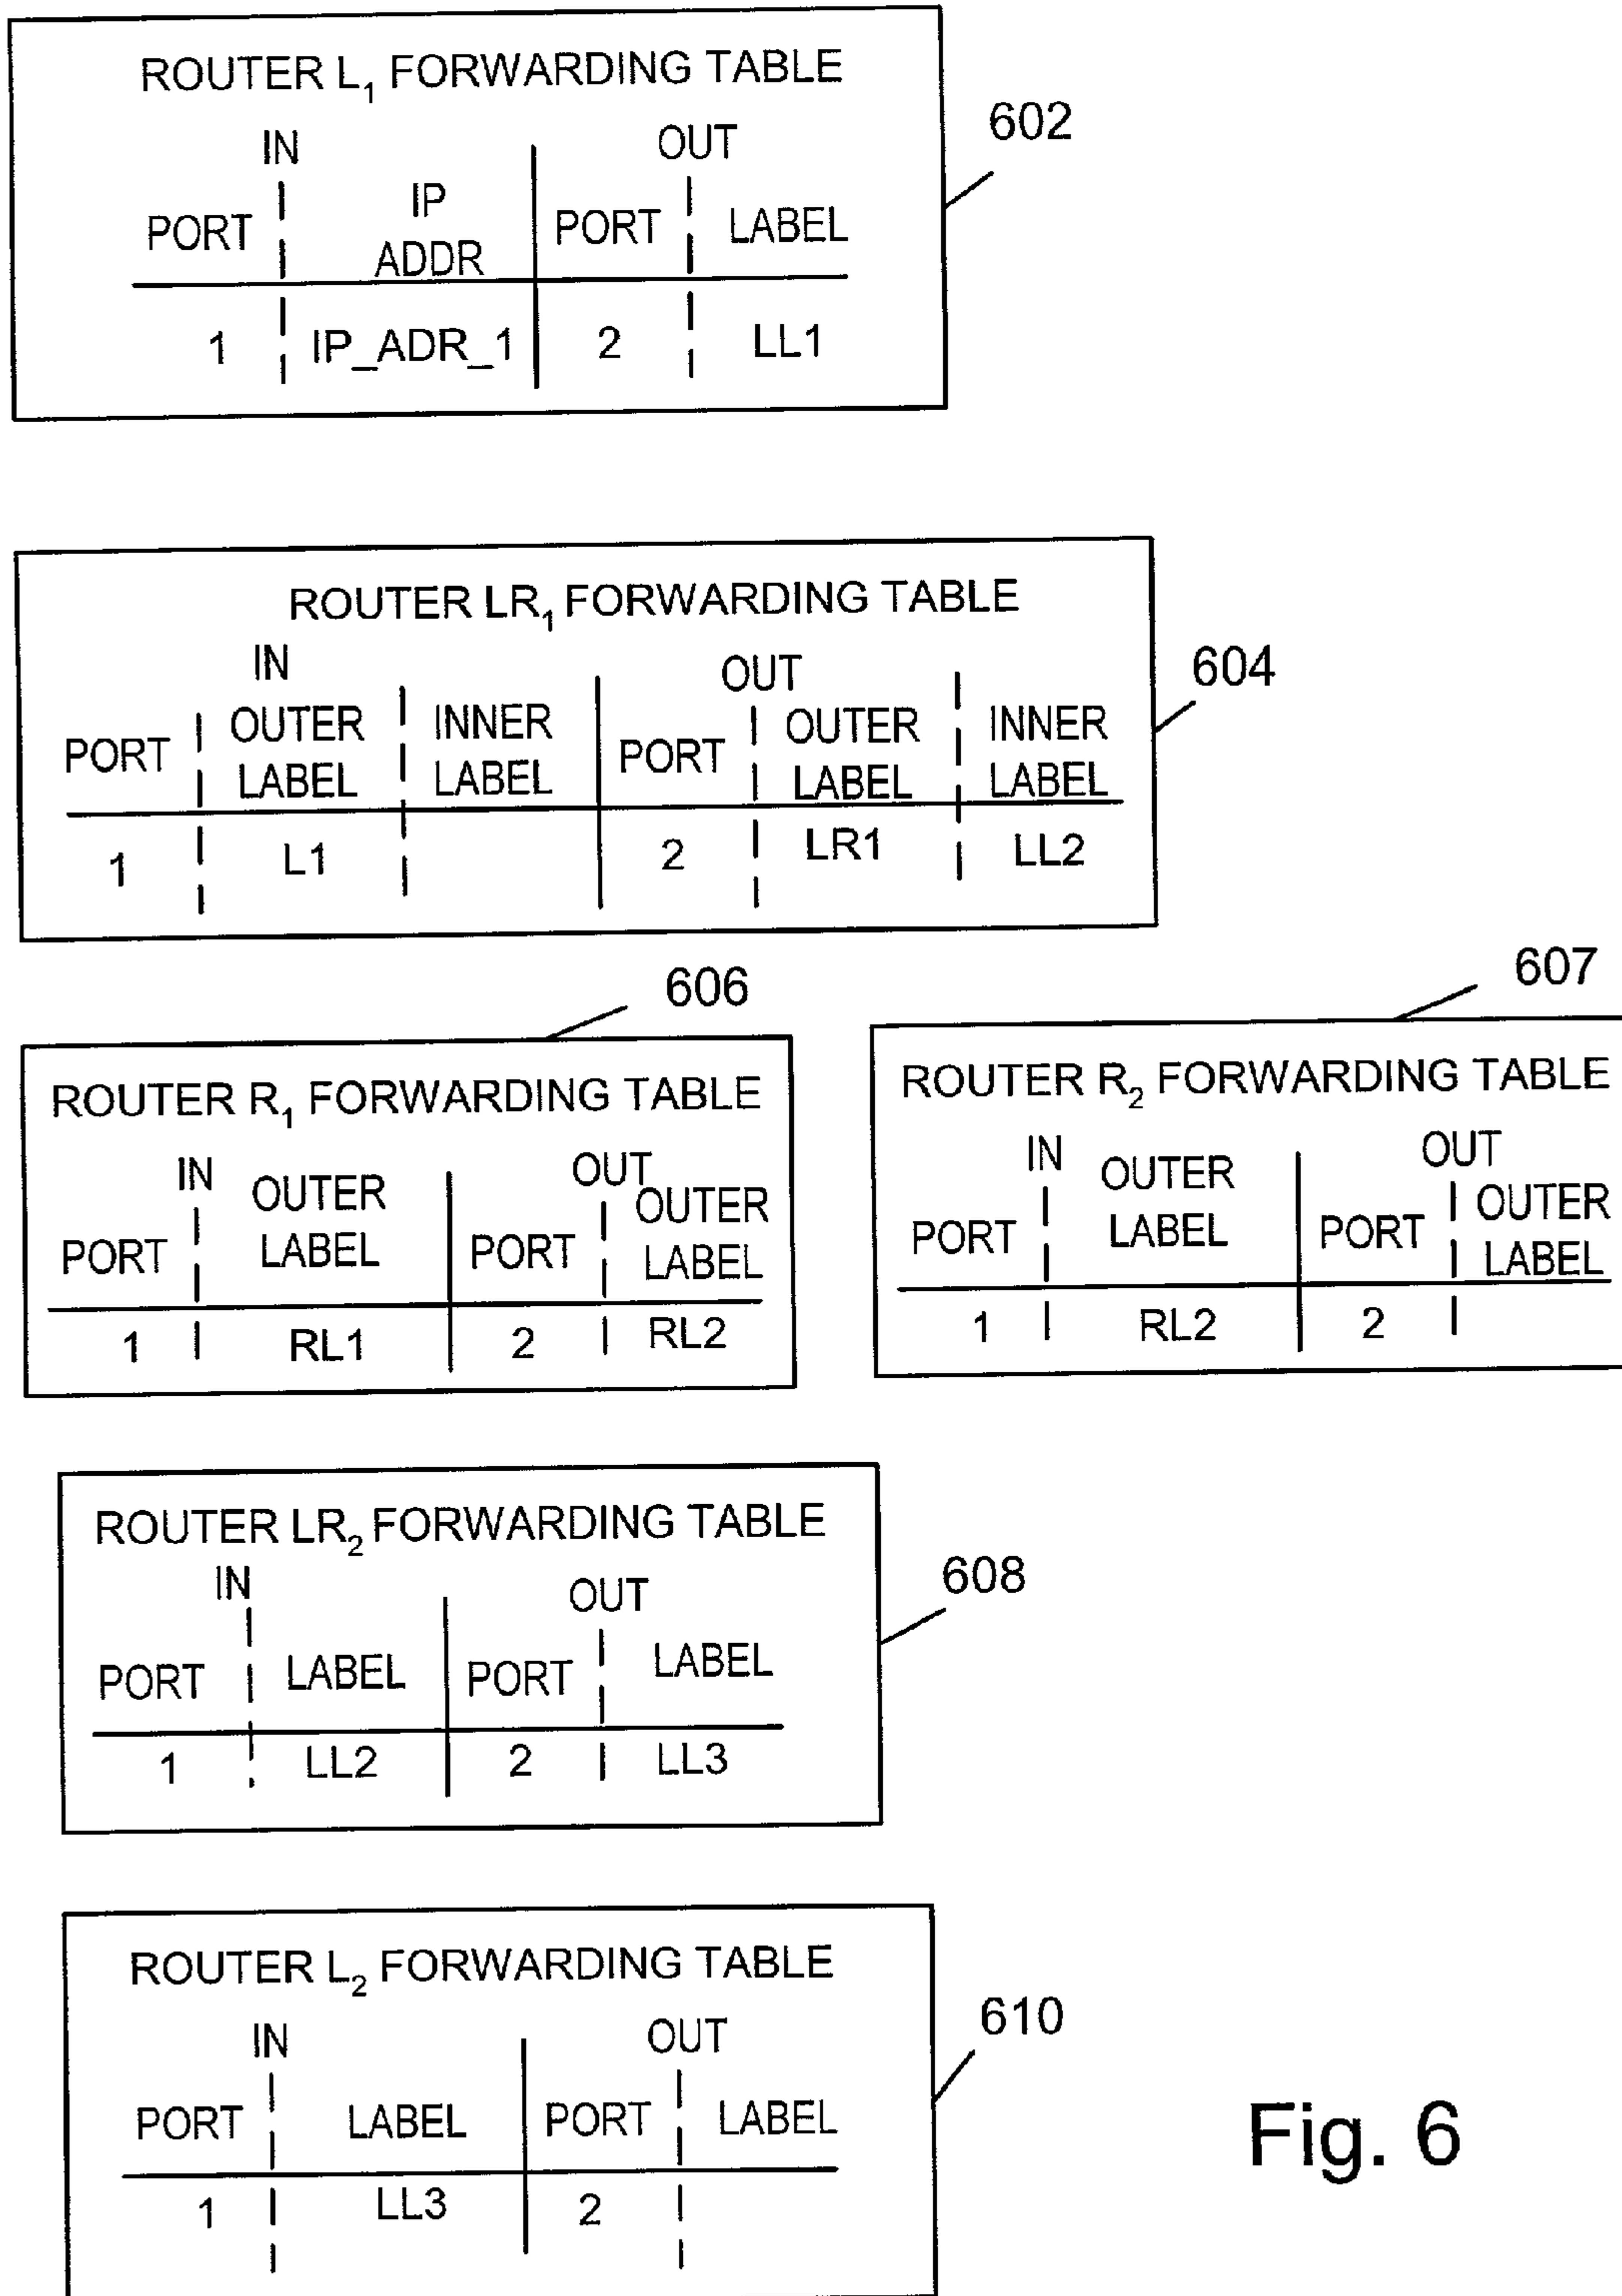 ROUTER L1 FORWARDING TABLE
IN OUT
PORT IP ADDR PORT LABEL
1 IP_ADR_1 2 LL1
602
ROUTER LR1 FORWARDING TABLE
IN OUT
PORT OUTER LABEL INNER LABEL PORT OUTER LABEL INNER LABEL
1 L1 2 LR1 LL2
604
606
ROUTER R1 FORWARDING TABLE
IN OUT
PORT OUTER LABEL PORT OUTER LABEL
1 RL1 2 RL2
607
ROUTER R2 FORWARDING TABLE
IN OUT
PORT OUTER LABEL PORT OUTER LABEL
1 RL2 2
ROUTER LR2 FORWARDING TABLE
IN OUT
PORT LABEL PORT LABEL
1 LL2 2 LL3
608
ROUTER L2 FORWARDING TABLE
IN OUT
PORT LABEL PORT LABEL
1 LL3 2
610
Fig. 6